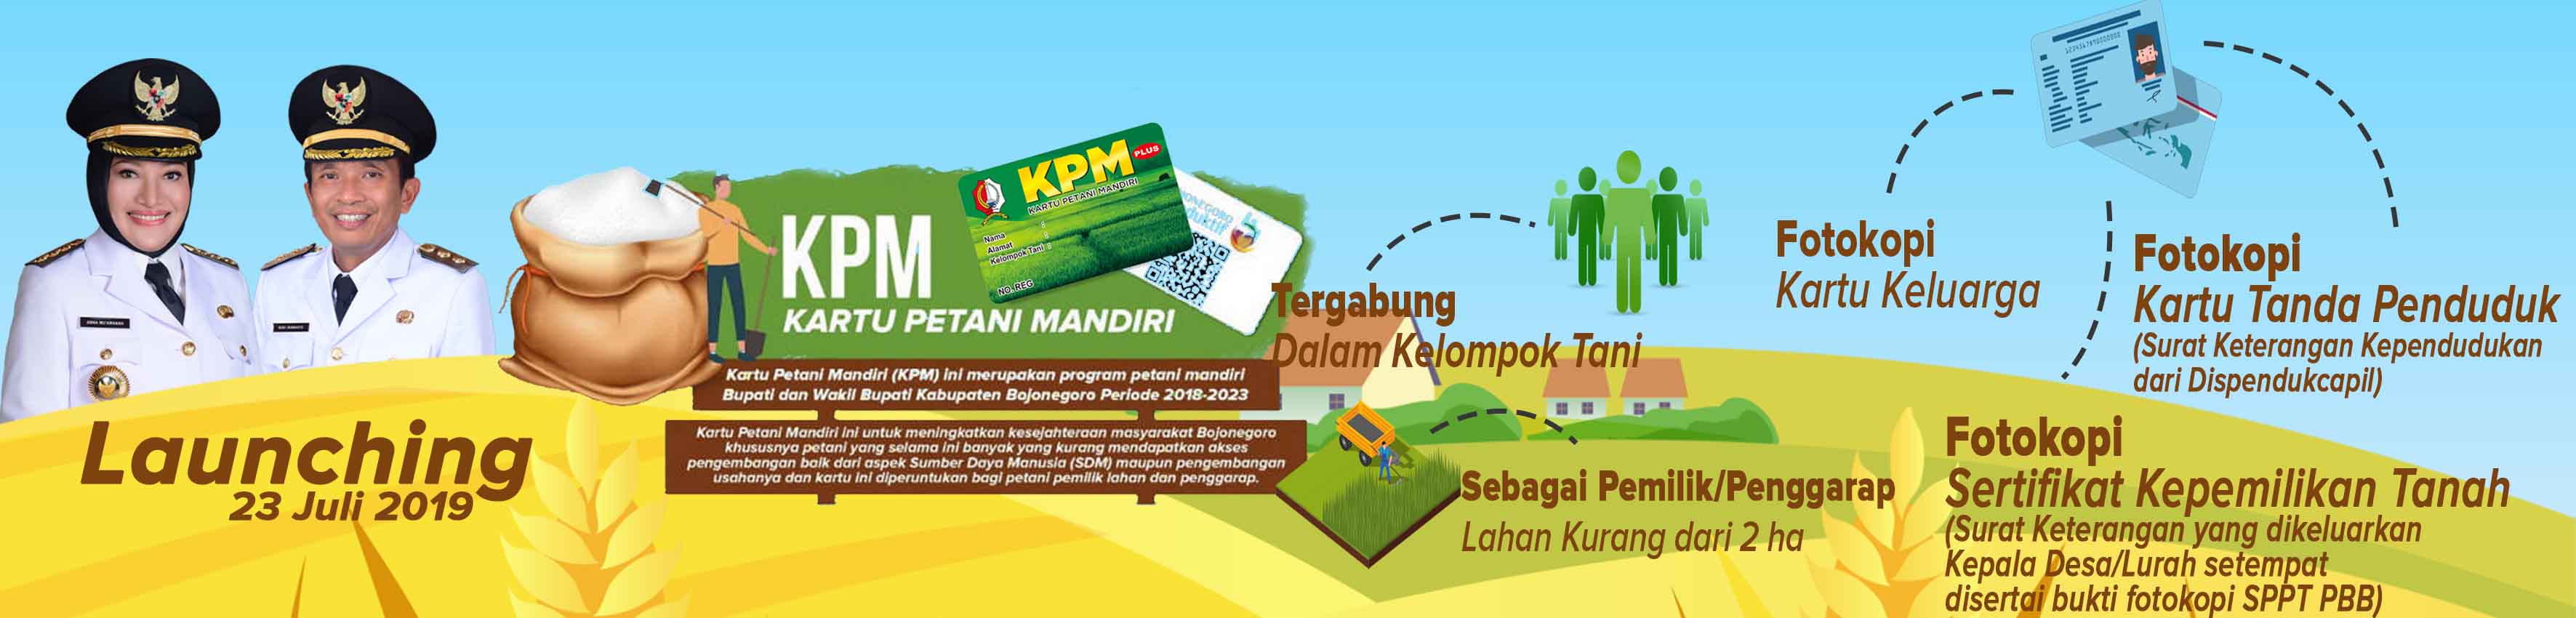 Launching
23 Juli 2019
KPM
KARTU PETANI MANDIRI
KPM PLUS
KARTU PETANI MANDIRI
Nama :
Alamat :
Kelompok Tani :
NO. REG
Kartu Petani Mandiri (KPM) ini merupakan program petani mandiri
Bupati dan Wakil Bupati Kabupaten Bojonegoro Periode 2018-2023
Kartu Petani Mandiri ini untuk meningkatkan kesejahteraan masyarakat Bojonegoro
khususnya petani yang selama ini banyak yang kurang mendapatkan akses
pengembangan baik dari aspek Sumber Daya Manusia (SDM) maupun pengembangan
usahanya dan kartu ini diperuntukan bagi petani pemilik lahan dan penggarap.
Tergabung
Dalam Kelompok Tani
Sebagai Pemilik/Penggarap
Lahan Kurang dari 2 ha
Fotokopi
Kartu Keluarga
Fotokopi
Kartu Tanda Penduduk
(Surat Keterangan Kependudukan
dari Dispendukcapil)
Fotokopi
Sertifikat Kepemilikan Tanah
(Surat Keterangan yang dikeluarkan
Kepala Desa/Lurah setempat
disertai bukti fotokopi SPPT PBB)